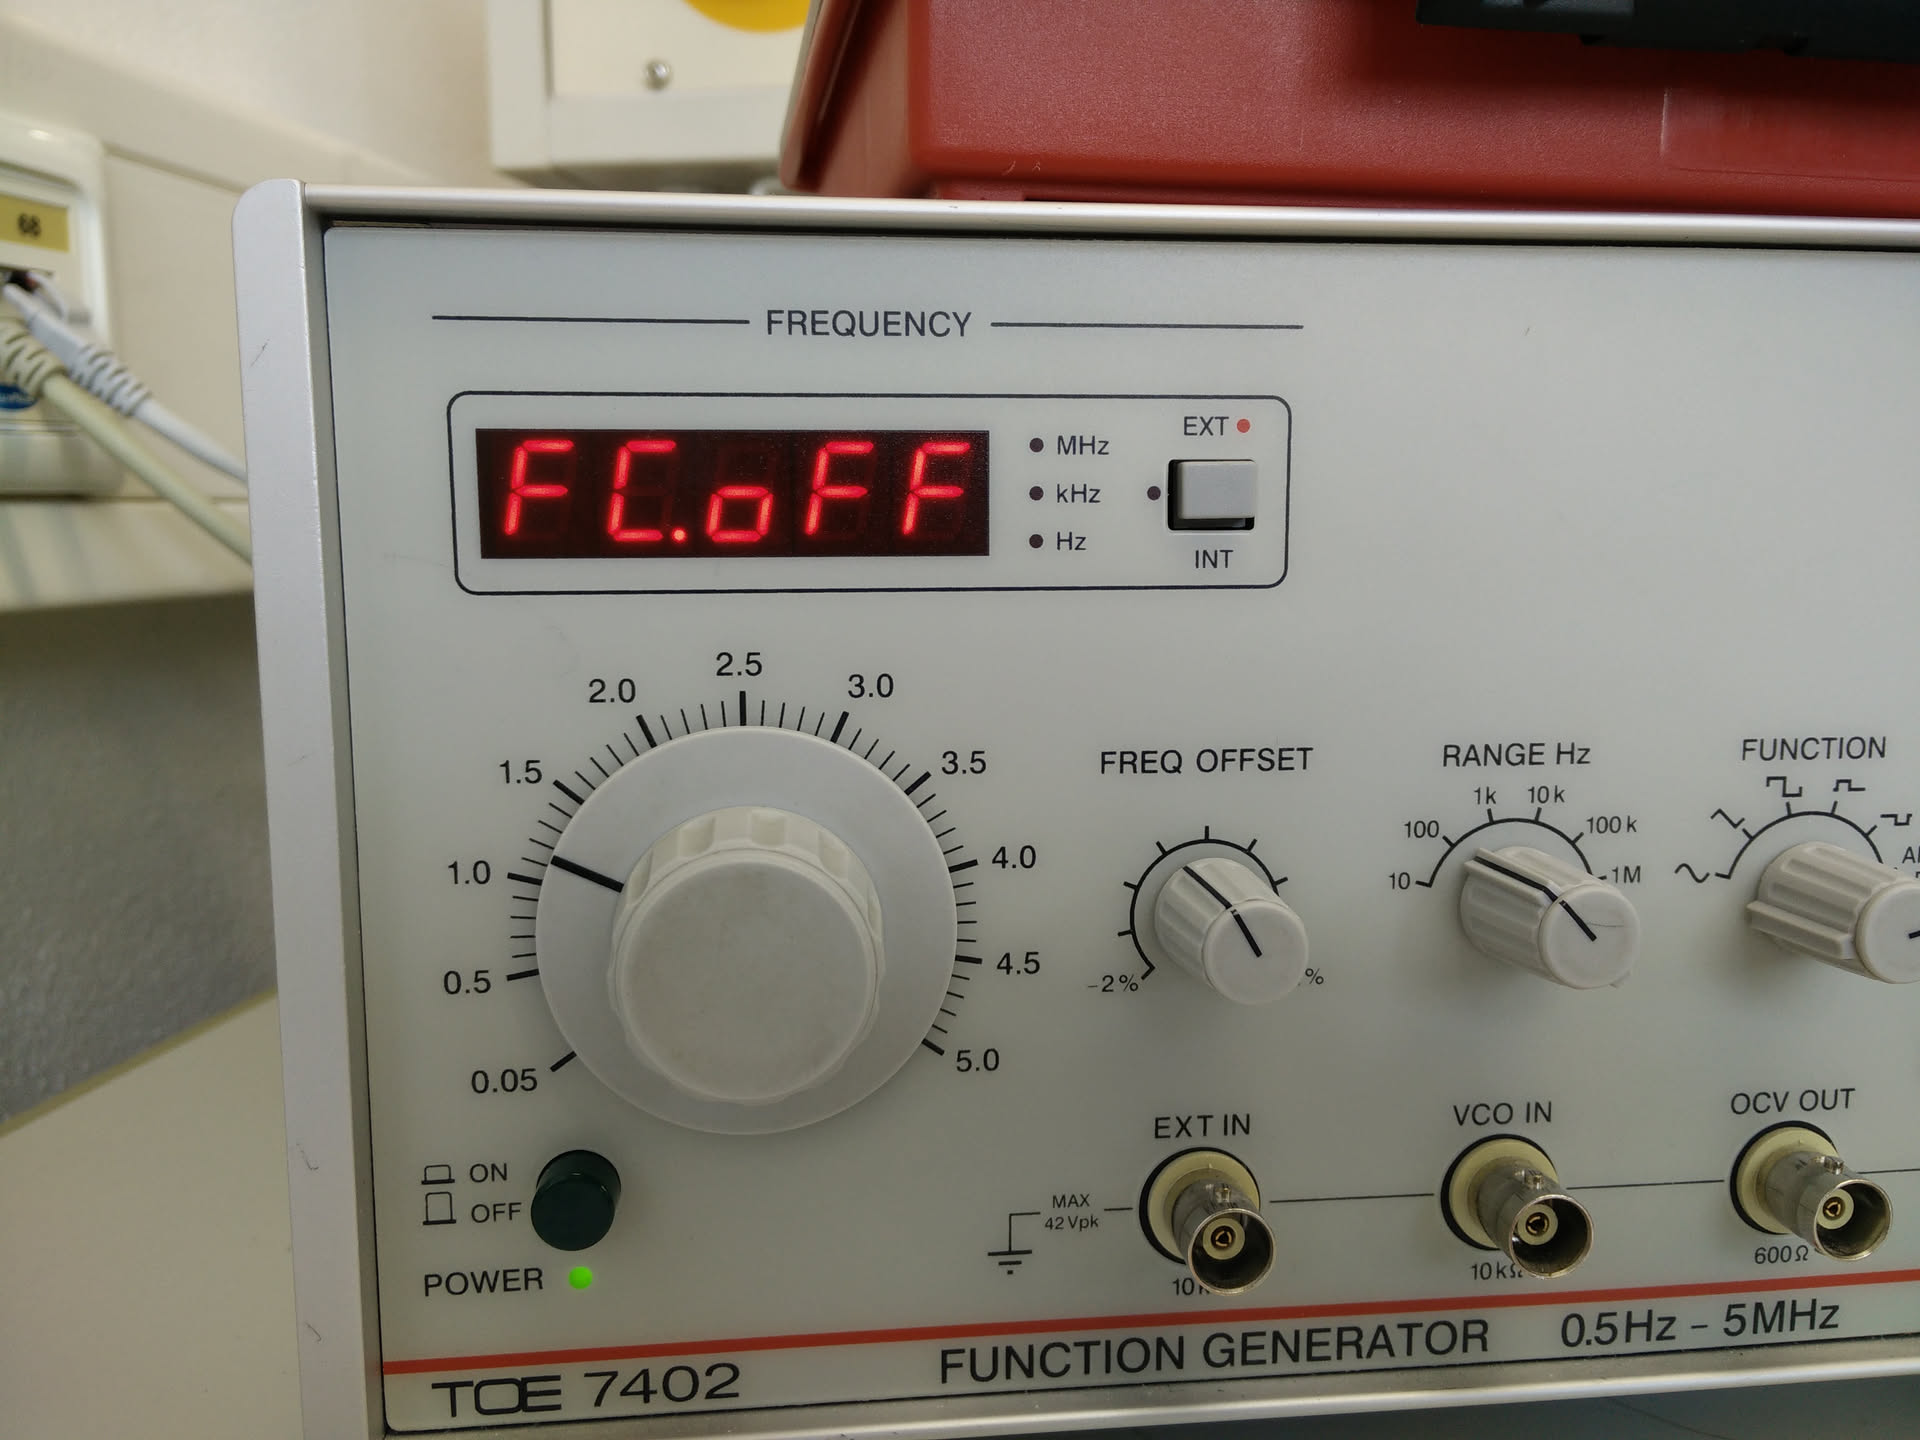 68
FREQUENCY
FC.oFF
MHz
kHz
Hz
EXT
INT
0.05
0.5
1.0
1.5
2.0
2.5
3.0
3.5
4.0
4.5
5.0
FREQ OFFSET
-2%
%
RANGE Hz
10
100
1k
10k
100k
1M
FUNCTION
ON
OFF
POWER
EXT IN
VCO IN
OCV OUT
MAX
42Vpk
10kΩ
600Ω
TOE 7402
FUNCTION GENERATOR
0.5Hz – 5MHz